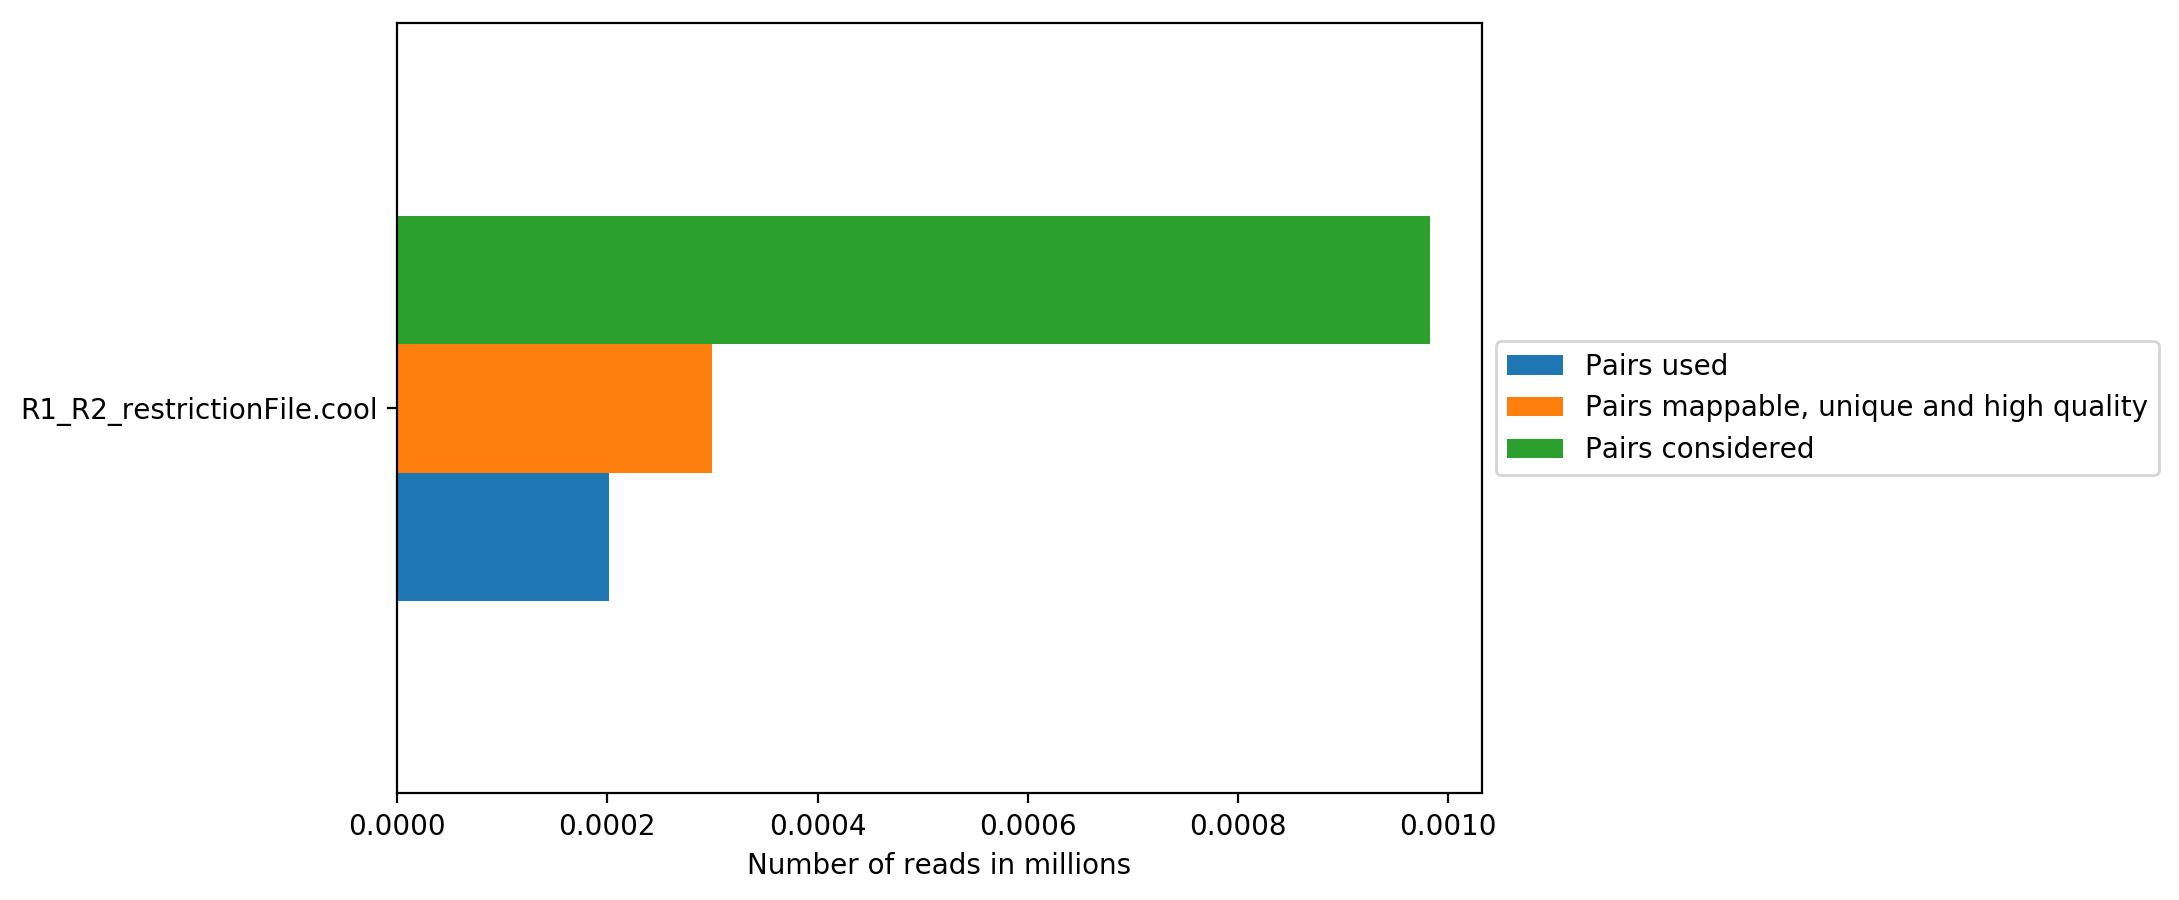 R1_R2_restrictionFile.cool
Pairs used
Pairs mappable, unique and high quality
Pairs considered
0.0000 0.0002 0.0004 0.0006 0.0008 0.0010
Number of reads in millions